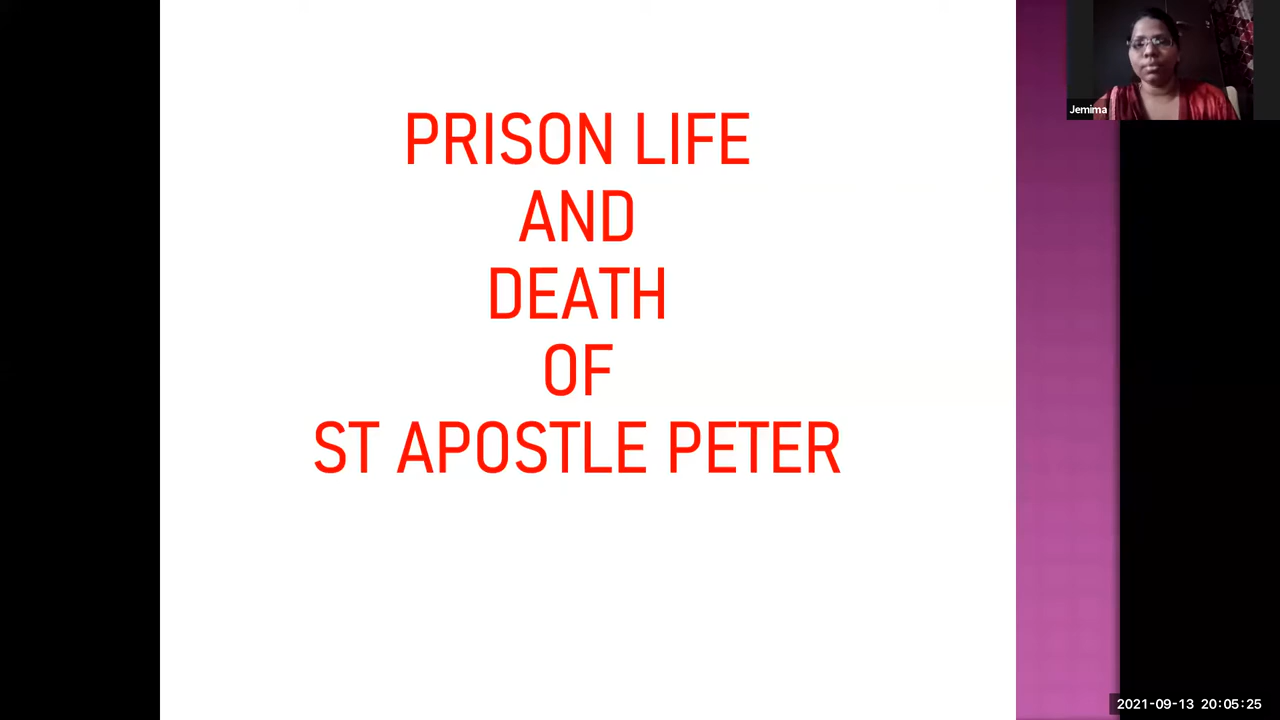 PRISON LIFE
AND
DEATH
OF
ST APOSTLE PETER
Jemima
2021-09-13 20:05:25